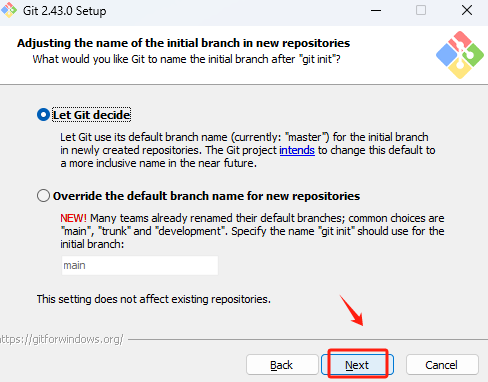 Git 2.43.0 Setup
Adjusting the name of the initial branch in new repositories
What would you like Git to name the initial branch after "git init"?
Let Git decide
Let Git use its default branch name (currently: "master") for the initial branch
in newly created repositories. The Git project intends to change this default to
a more inclusive name in the near future.
Override the default branch name for new repositories
NEW! Many teams already renamed their default branches; common choices are
"main", "trunk" and "development". Specify the name "git init" should use for the
initial branch:
main
This setting does not affect existing repositories.
https://gitforwindows.org/
Back
Next
Cancel